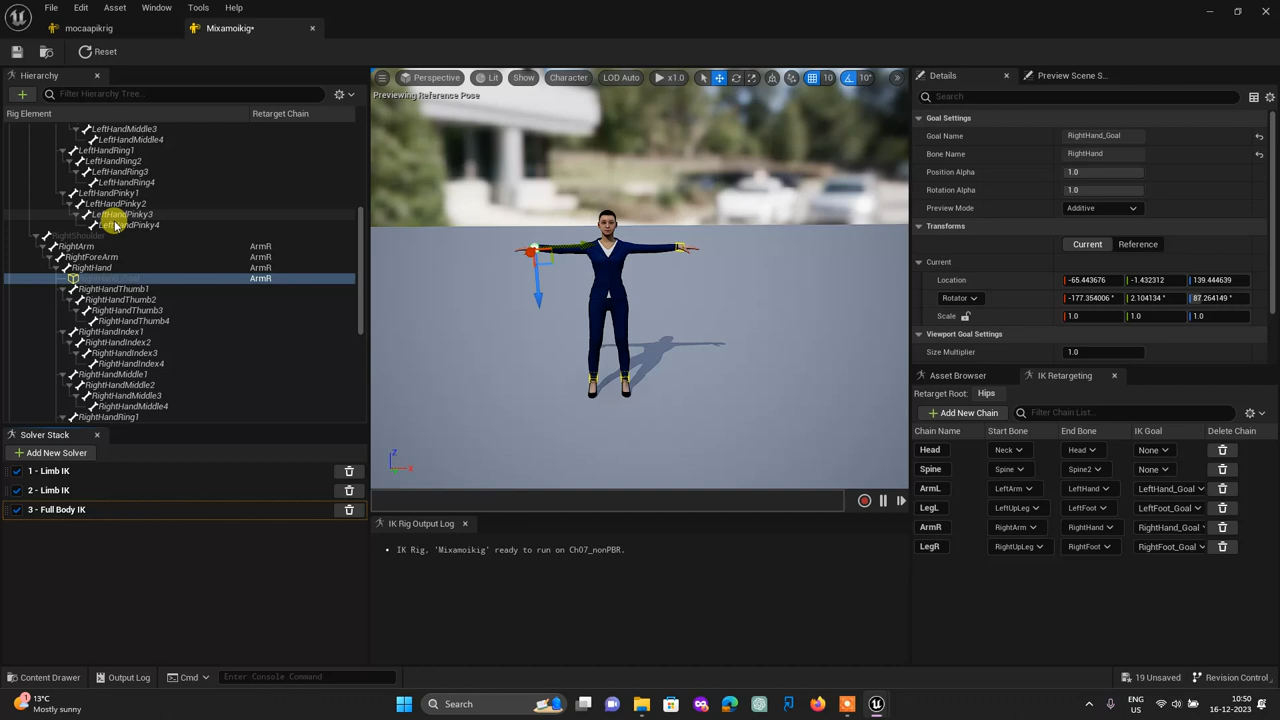 File Edit Asset Window Tools Help
mocaapikrig Mixamoikig•
Reset
Hierarchy
Filter Hierarchy Tree...
Rig Element Retarget Chain
LeftHandMiddle3
LeftHandMiddle4
LeftHandRing1
LeftHandRing2
LeftHandRing3
LeftHandRing4
LeftHandPinky1
LeftHandPinky2
LeftHandPinky3
LeftHandPinky4
RightShoulder
RightArm ArmR
RightForeArm ArmR
RightHand ArmR
ArmR
RightHandThumb1
RightHandThumb2
RightHandThumb3
RightHandThumb4
RightHandIndex1
RightHandIndex2
RightHandIndex3
RightHandIndex4
RightHandMiddle1
RightHandMiddle2
RightHandMiddle3
RightHandMiddle4
RightHandRing1
Solver Stack
Add New Solver
1 - Limb IK
2 - Limb IK
3 - Full Body IK
Perspective Lit Show Character LOD Auto x1.0 10 10°
Previewing Reference Pose
Z
X
IK Rig Output Log
• IK Rig, 'Mixamoikig' ready to run on Ch07_nonPBR.
Details Preview Scene S...
Search
Goal Settings
Goal Name RightHand_Goal
Bone Name RightHand
Position Alpha 1.0
Rotation Alpha 1.0
Preview Mode Additive
Transforms
Current Reference
Current
Location -65.443676 -1.432312 139.444639
Rotator -177.354006 ° 2.104134 ° 87.264149 °
Scale 1.0 1.0 1.0
Viewport Goal Settings
Size Multiplier 1.0
Asset Browser IK Retargeting
Retarget Root: Hips
Add New Chain Filter Chain List...
Chain Name Start Bone End Bone IK Goal Delete Chain
Head Neck Head None
Spine Spine Spine2 None
ArmL LeftArm LeftHand LeftHand_Goal
LegL LeftUpLeg LeftFoot LeftFoot_Goal
ArmR RightArm RightHand RightHand_Goal
LegR RightUpLeg RightFoot RightFoot_Goal
Content Drawer Output Log Cmd Enter Console Command 19 Unsaved Revision Control
13°C
Mostly sunny
Search
ENG
US
10:50
16-12-2023